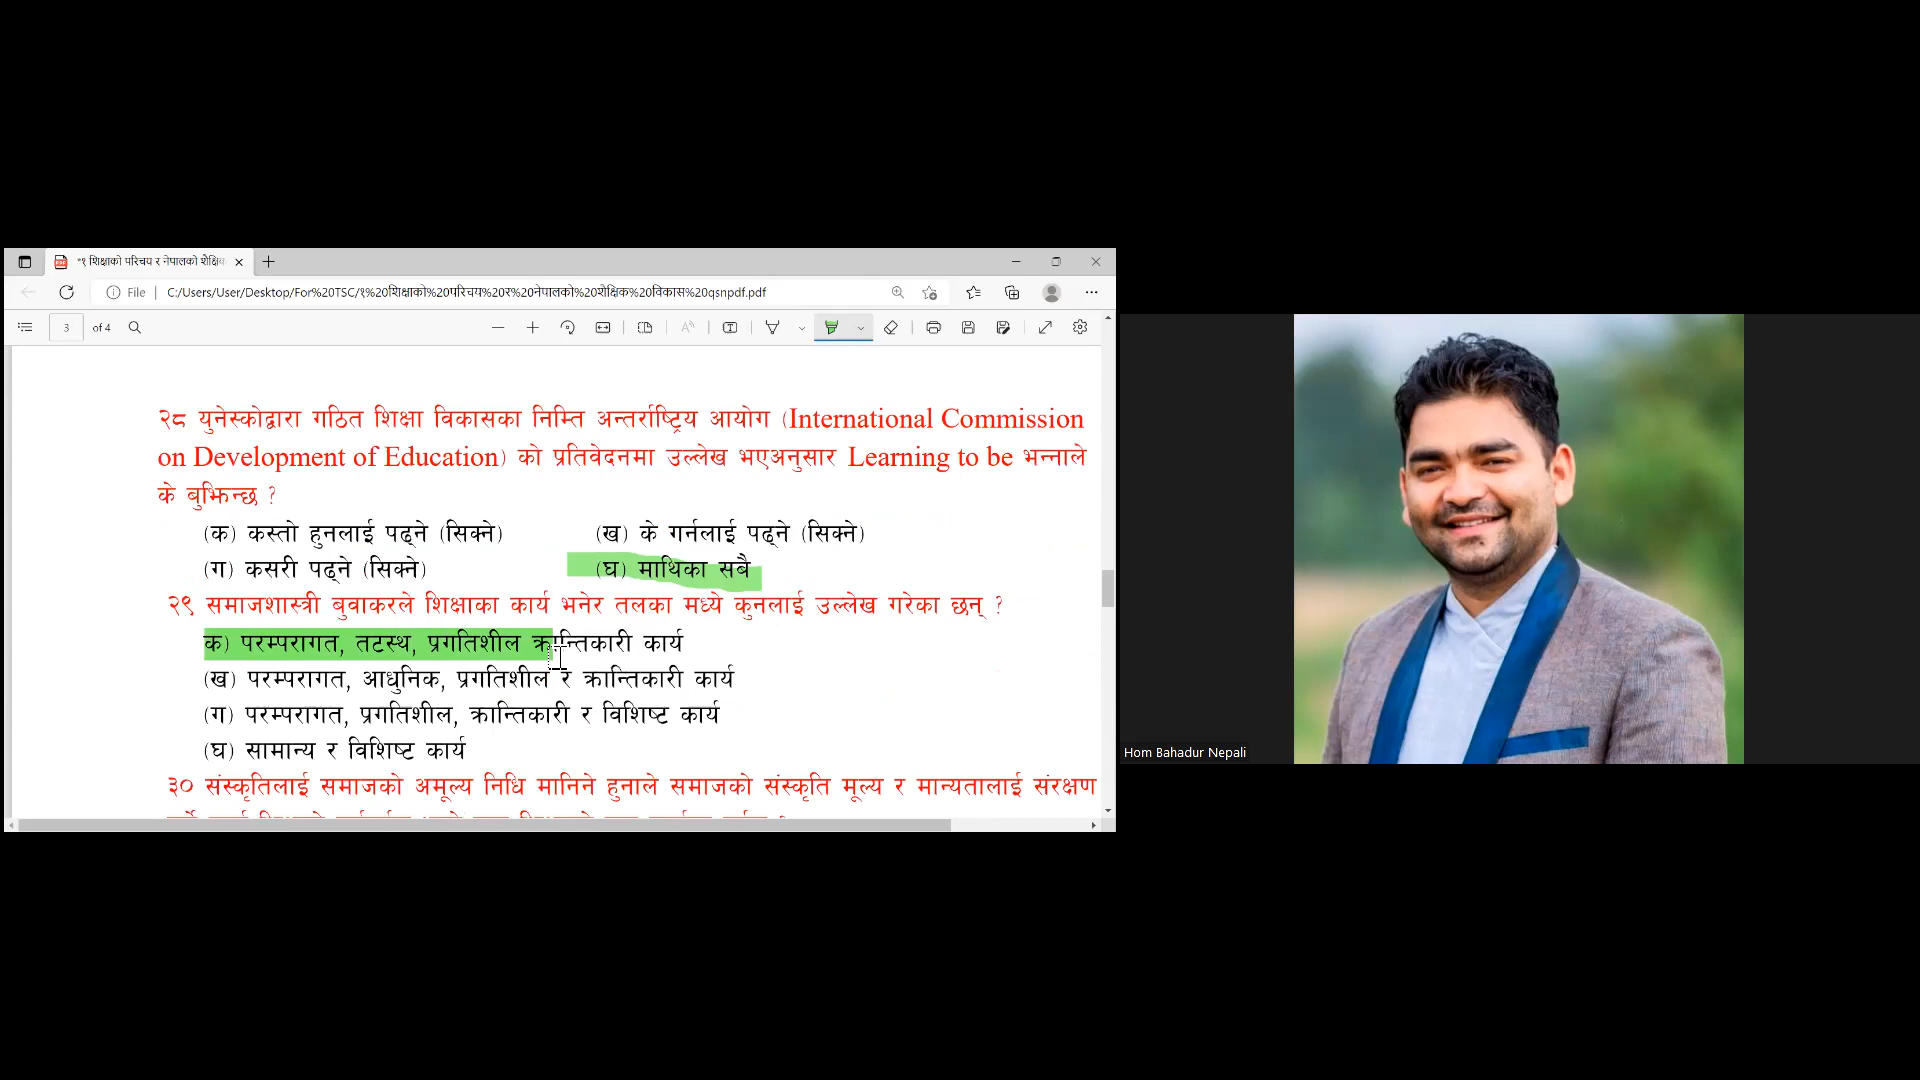 *१ शिक्षाको परिचय र नेपालको शैक्षिक
File
C:/Users/User/Desktop/For%20TSC/१%20शिक्षाको%20परिचय%20र%20नेपालको%20शैक्षिक%20विकास%20qsnpdf.pdf
3 of 4
२८ युनेस्कोद्वारा गठित शिक्षा विकासका निम्ति अन्तर्राष्ट्रिय आयोग (International Commission
on Development of Education) को प्रतिवेदनमा उल्लेख भएअनुसार Learning to be भन्नाले
के बुझिन्छ ?
(क) कस्तो हुनलाई पढ्ने (सिक्ने) (ख) के गर्नलाई पढ्ने (सिक्ने)
(ग) कसरी पढ्ने (सिक्ने) (घ) माथिका सबै
२९ समाजशास्त्री बुवाकरले शिक्षाका कार्य भनेर तलका मध्ये कुनलाई उल्लेख गरेका छन् ?
क) परम्परागत, तटस्थ, प्रगतिशील क्रान्तिकारी कार्य
(ख) परम्परागत, आधुनिक, प्रगतिशील र क्रान्तिकारी कार्य
(ग) परम्परागत, प्रगतिशील, क्रान्तिकारी र विशिष्ट कार्य
(घ) सामान्य र विशिष्ट कार्य
३० संस्कृतिलाई समाजको अमूल्य निधि मानिने हुनाले समाजको संस्कृति मूल्य र मान्यतालाई संरक्षण
Hom Bahadur Nepali